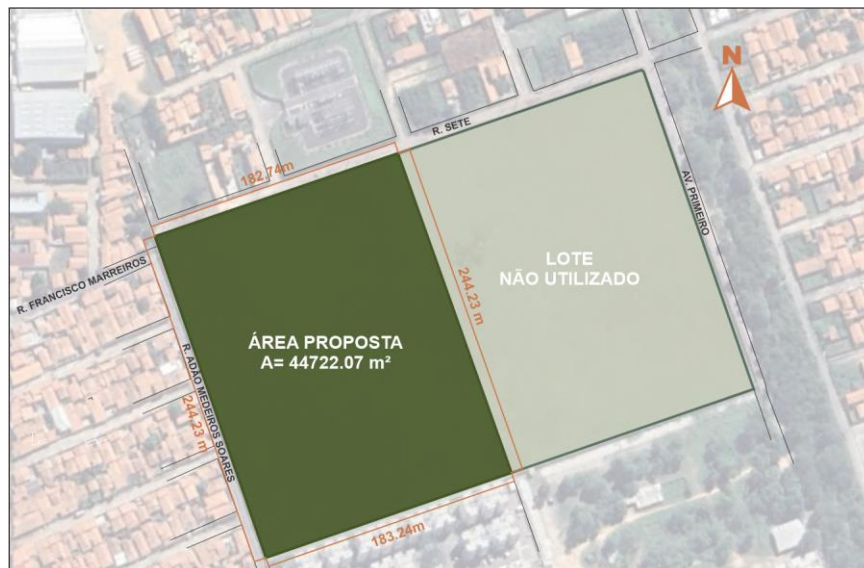 N
R. SETE
182.74m
AV. PRIMEIRO
R. FRANCISCO MARREIROS
244.23 m
LOTE
NÃO UTILIZADO
ÁREA PROPOSTA
A= 44722.07 m²
R. ADÃO MEDEIROS SOARES
244.23 m
183.24m